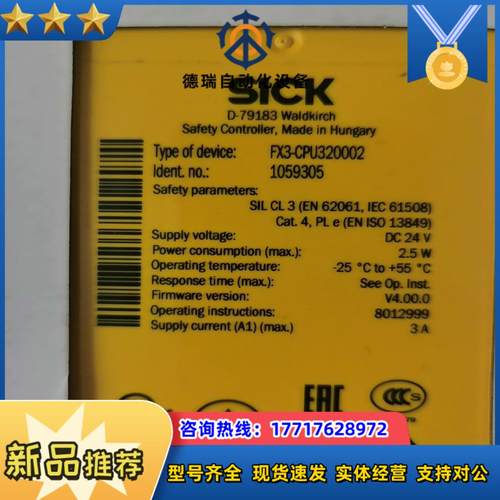 德瑞自动化设备
SICK
D-79183 Waldkirch
Safety Controller, Made in Hungary
Type of device: FX3-CPU320002
Ident. no.: 1059305
Safety parameters:
SIL CL 3 (EN 62061, IEC 61508)
Cat. 4, PL e (EN ISO 13849)
Supply voltage: DC 24 V
Power consumption (max.): 2.5 W
Operating temperature: -25 °C to +55 °C
Response time (max.): See Op. Inst.
Firmware version: V4.00.0
Operating instructions: 8012999
Supply current (A1) (max.) 3 A
EAC
CCC S
咨询热线：17717628972
新品推荐
型号齐全 现货速发 实体经营 支持对公